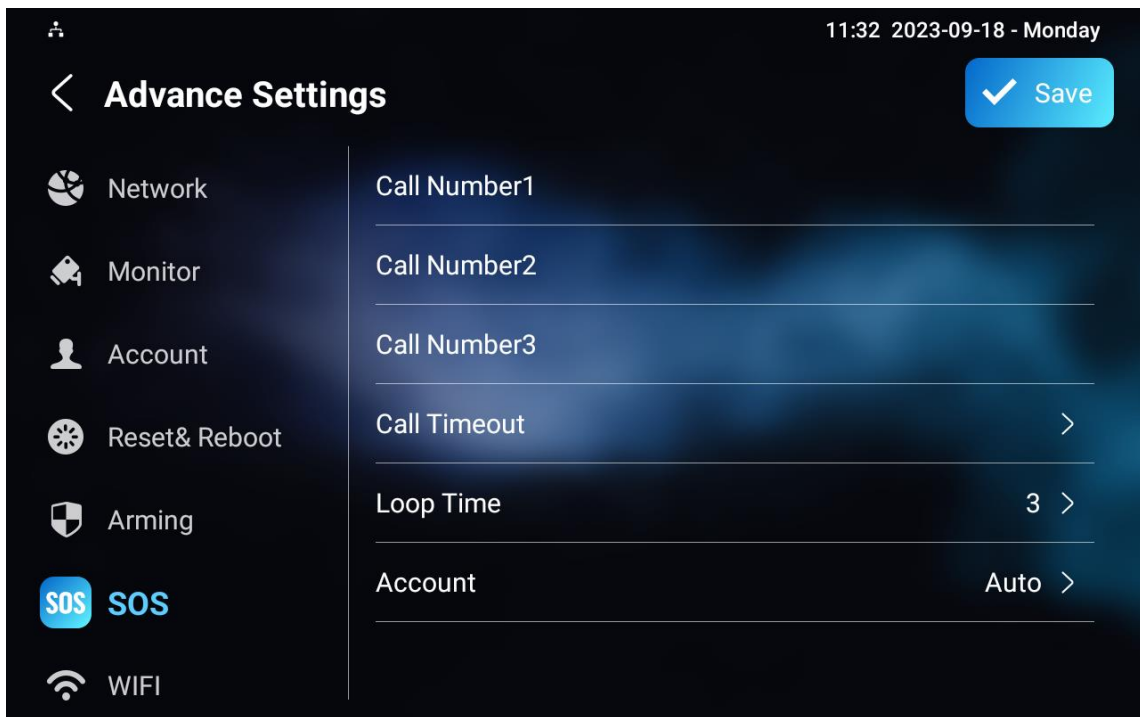 11:32 2023-09-18 - Monday
Advance Settings
Save
Network
Monitor
Account
Reset& Reboot
Arming
SOS SOS
WIFI
Call Number1
Call Number2
Call Number3
Call Timeout
Loop Time 3
Account Auto